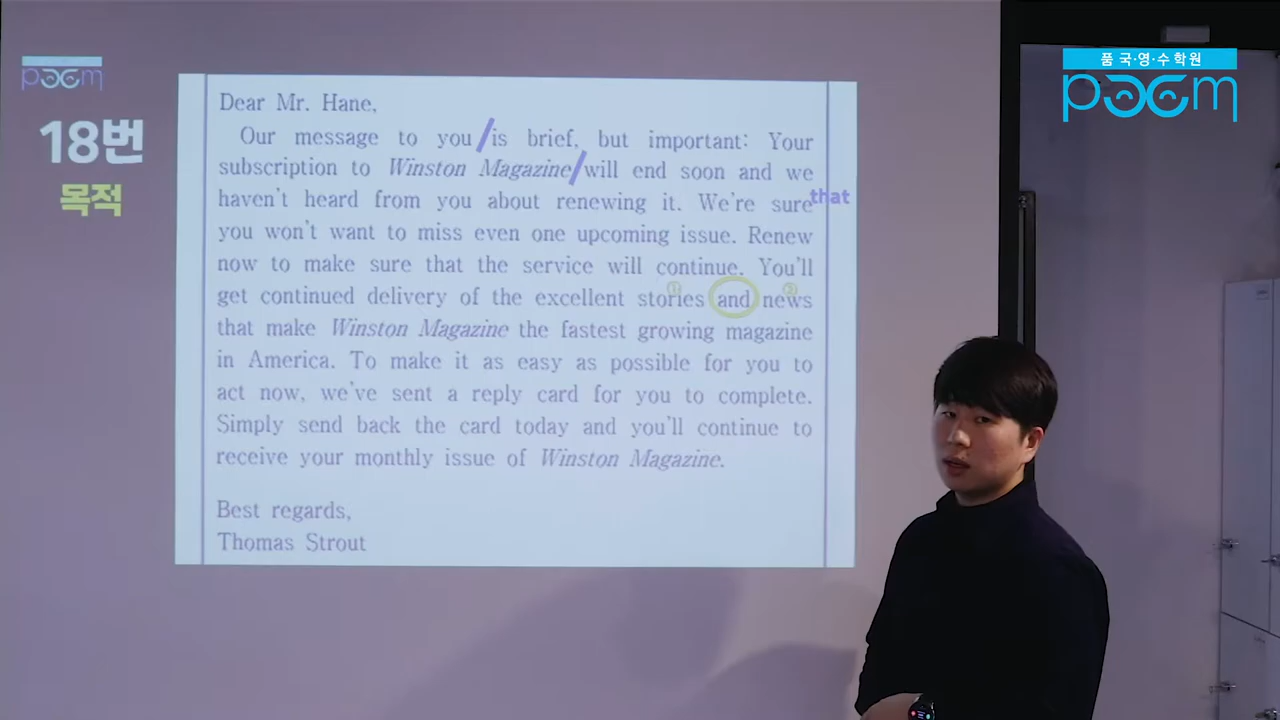 poem
18번
목적
Dear Mr. Hane,
Our message to you / is brief, but important: Your
subscription to Winston Magazine / will end soon and we
haven't heard from you about renewing it. We're sure that
you won't want to miss even one upcoming issue. Renew
now to make sure that the service will continue. You'll
① ②
get continued delivery of the excellent stories and news
that make Winston Magazine the fastest growing magazine
in America. To make it as easy as possible for you to
act now, we've sent a reply card for you to complete.
Simply send back the card today and you'll continue to
receive your monthly issue of Winston Magazine.
Best regards,
Thomas Strout
품 국·영·수 학원
poem